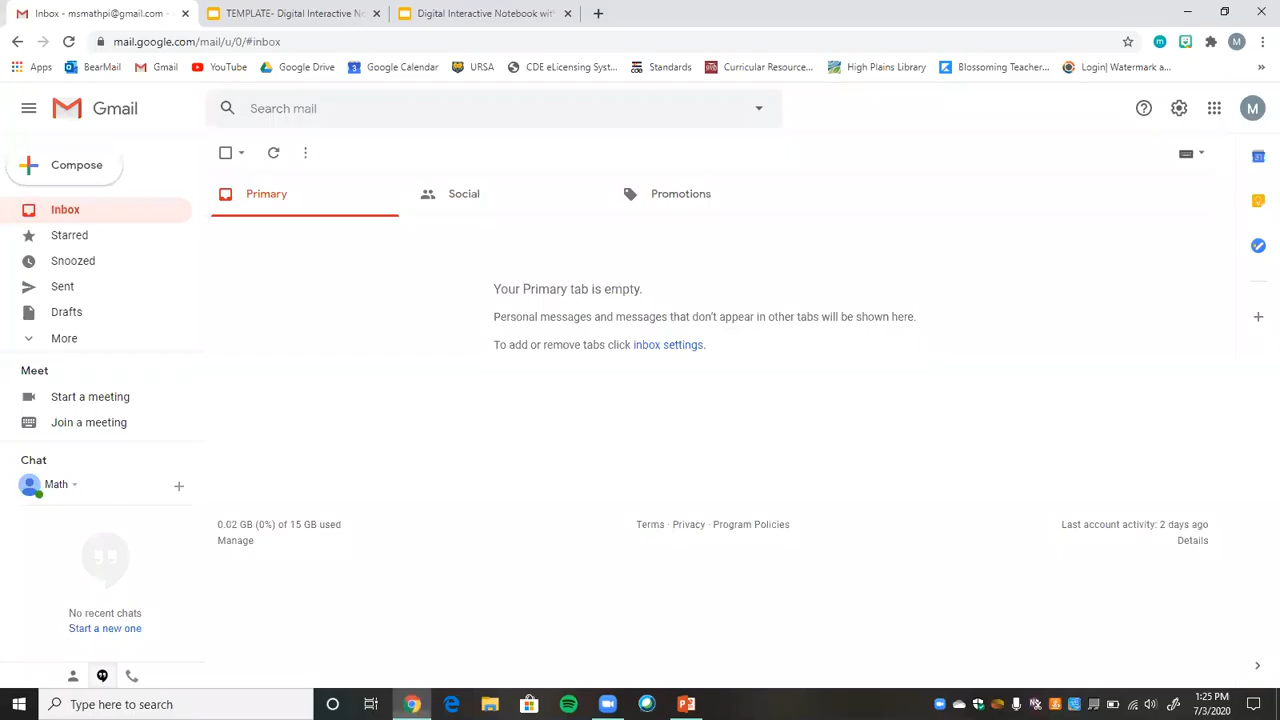 Inbox - msmathpi@gmail.com -
TEMPLATE- Digital Interactive N
Digital Interactive Notebook wit
mail.google.com/mail/u/0/#inbox
M
Apps
BearMail
Gmail
YouTube
Google Drive
Google Calendar
URSA
CDE eLicensing Syst...
Standards
Curricular Resource...
High Plains Library
Blossoming Teacher...
Login| Watermark a...
Gmail
Search mail
M
Compose
Primary
Social
Promotions
Inbox
Starred
Snoozed
Sent
Drafts
More
Your Primary tab is empty.
Personal messages and messages that don't appear in other tabs will be shown here.
To add or remove tabs click inbox settings.
Meet
Start a meeting
Join a meeting
Chat
Math
No recent chats
Start a new one
0.02 GB (0%) of 15 GB used
Manage
Terms · Privacy · Program Policies
Last account activity: 2 days ago
Details
Type here to search
1:25 PM
7/3/2020